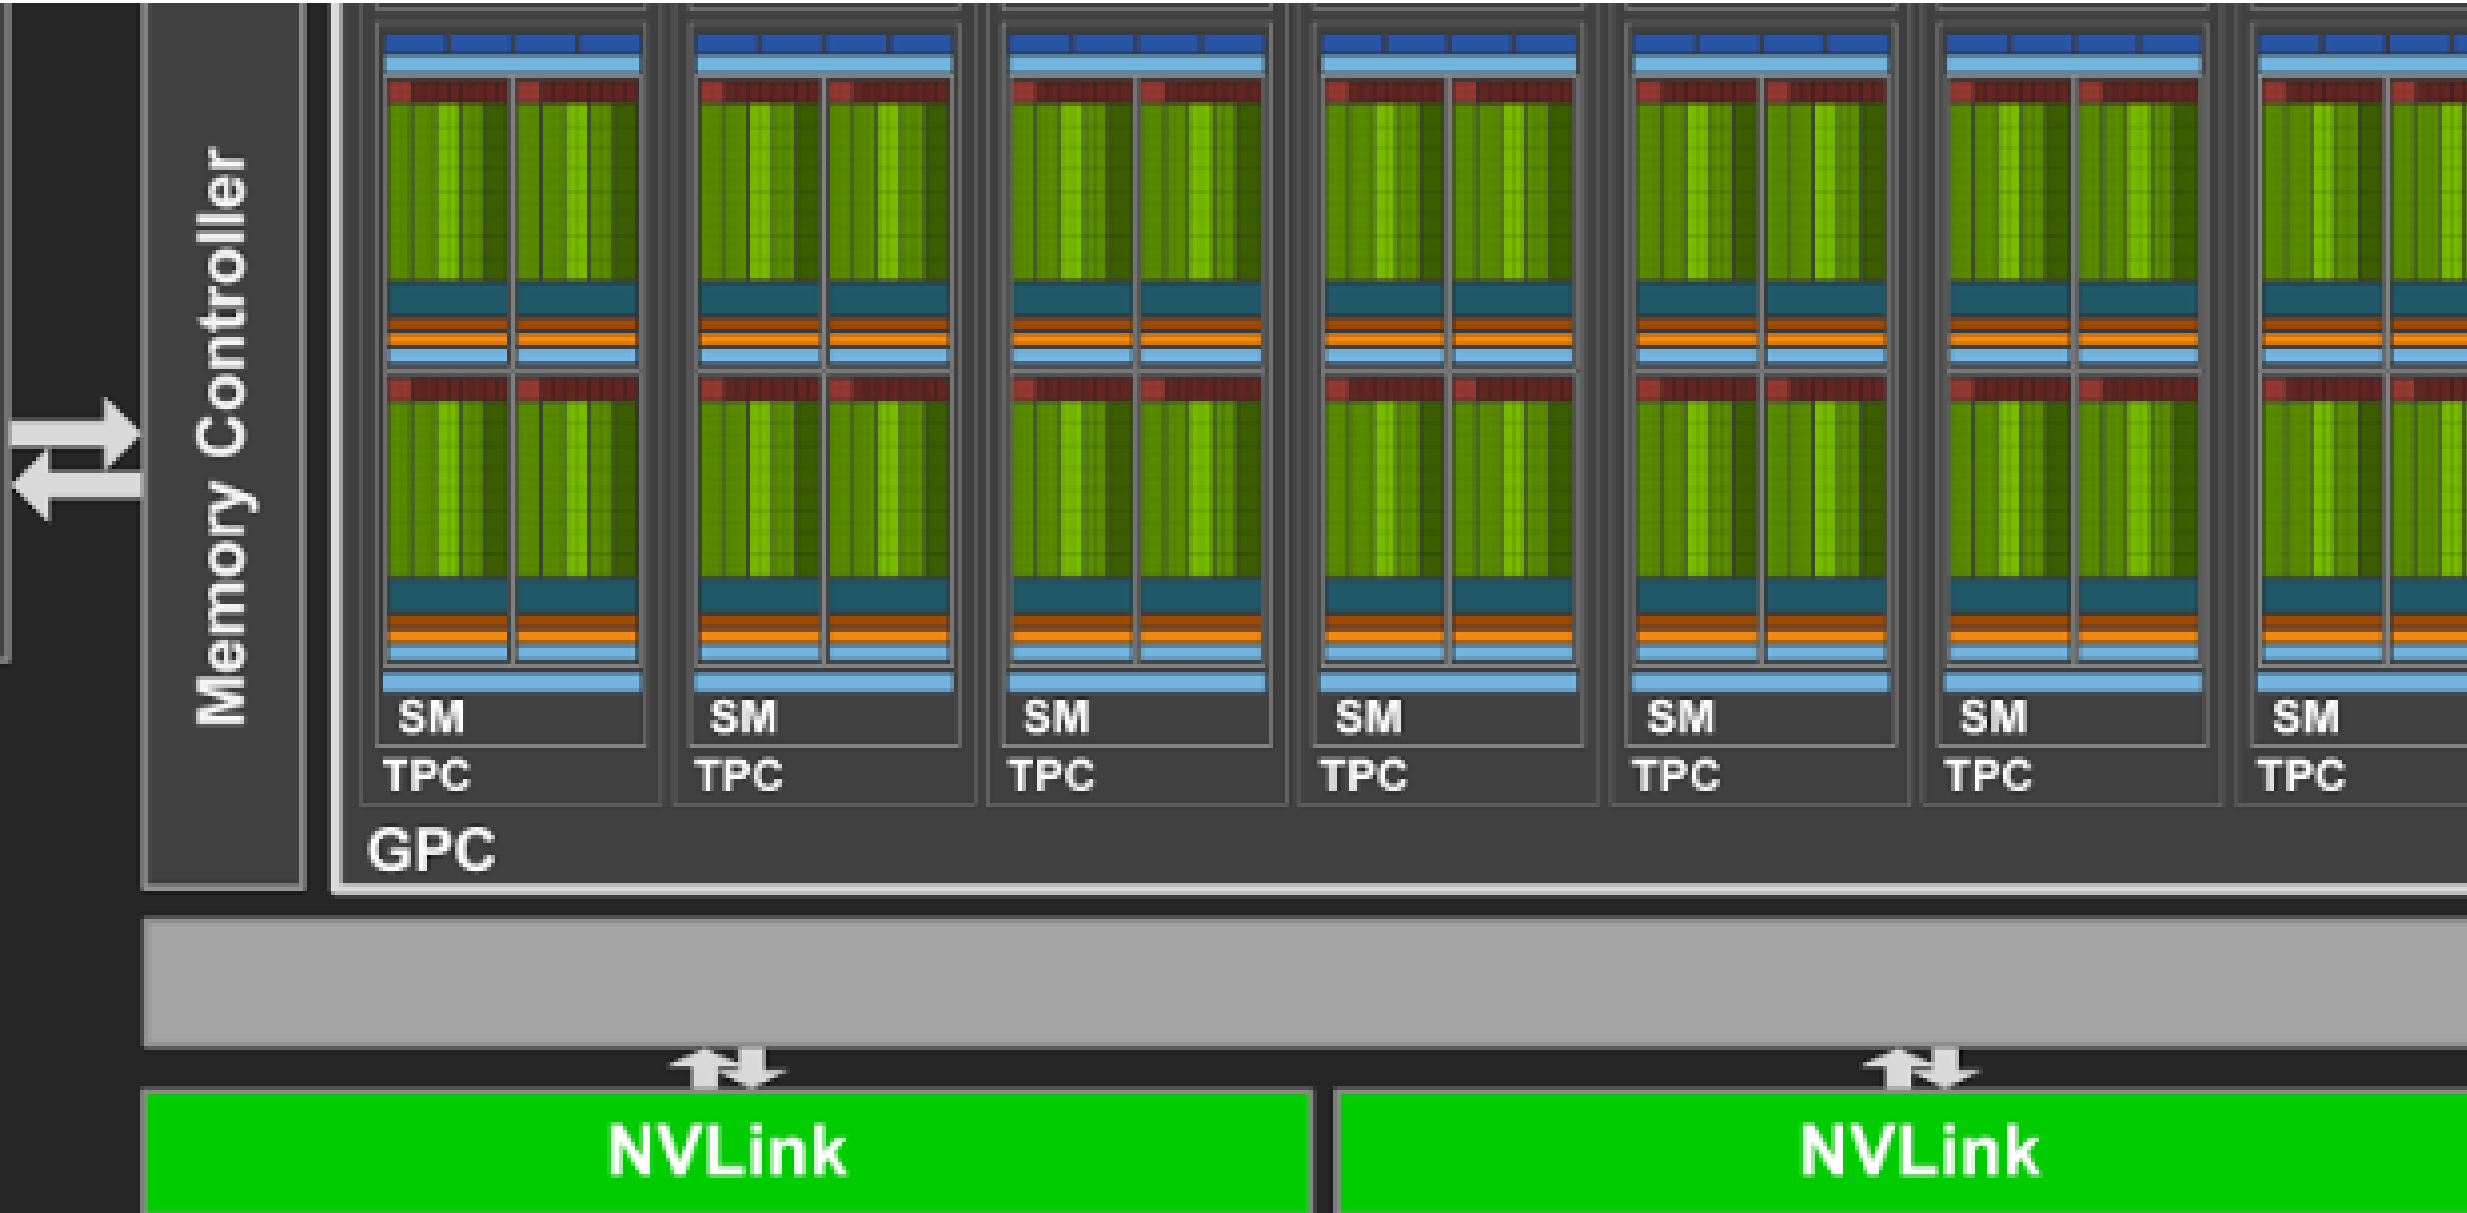 Memory Controller
SM SM SM SM SM SM SM
TPC TPC TPC TPC TPC TPC TPC
GPC
NVLink NVLink